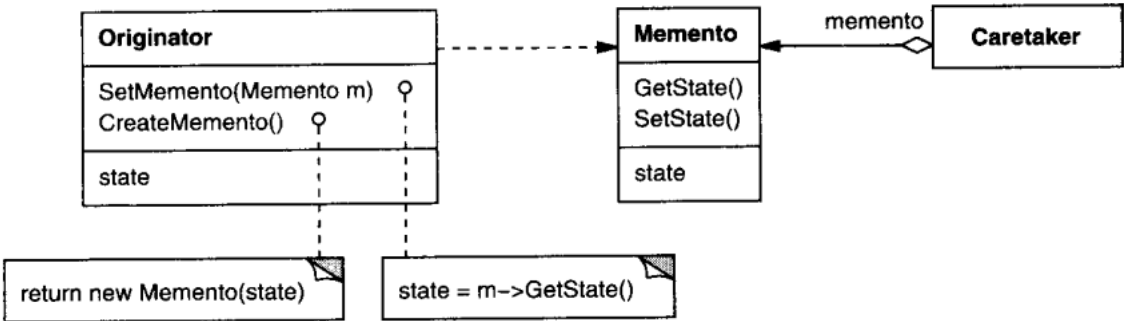 Originator
SetMemento(Memento m)
CreateMemento()
state
Memento
GetState()
SetState()
state
memento
Caretaker
return new Memento(state)
state = m−>GetState()